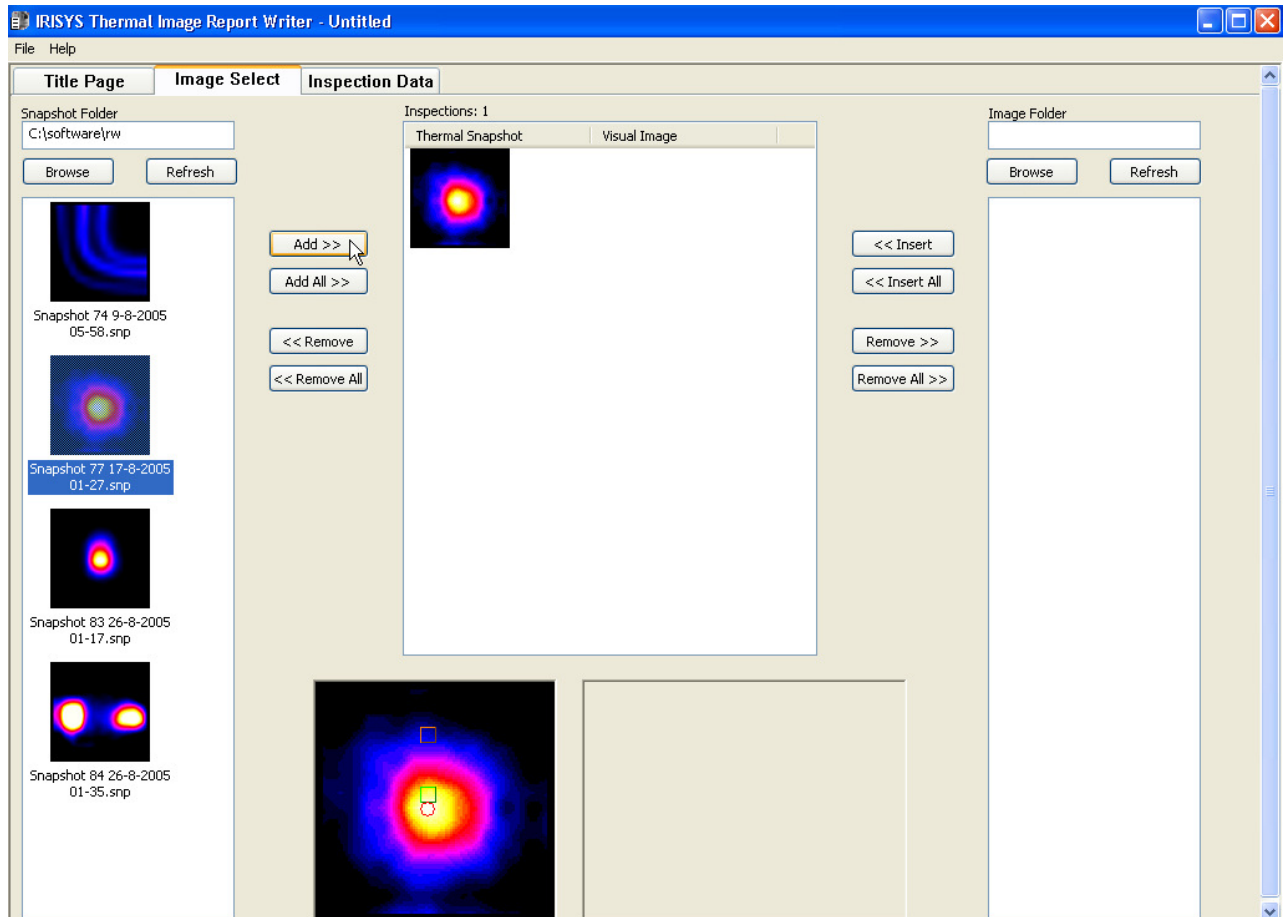 IRISYS Thermal Image Report Writer - Untitled
File Help
Title Page Image Select Inspection Data
Snapshot Folder
C:\software\rw
Browse Refresh
Snapshot 74 9-8-2005
05-58.snp
Snapshot 77 17-8-2005
01-27.snp
Snapshot 83 26-8-2005
01-17.snp
Snapshot 84 26-8-2005
01-35.snp
Add >>
Add All >>
<< Remove
<< Remove All
Inspections: 1
Thermal Snapshot Visual Image
<< Insert
<< Insert All
Remove >>
Remove All >>
Image Folder
Browse Refresh